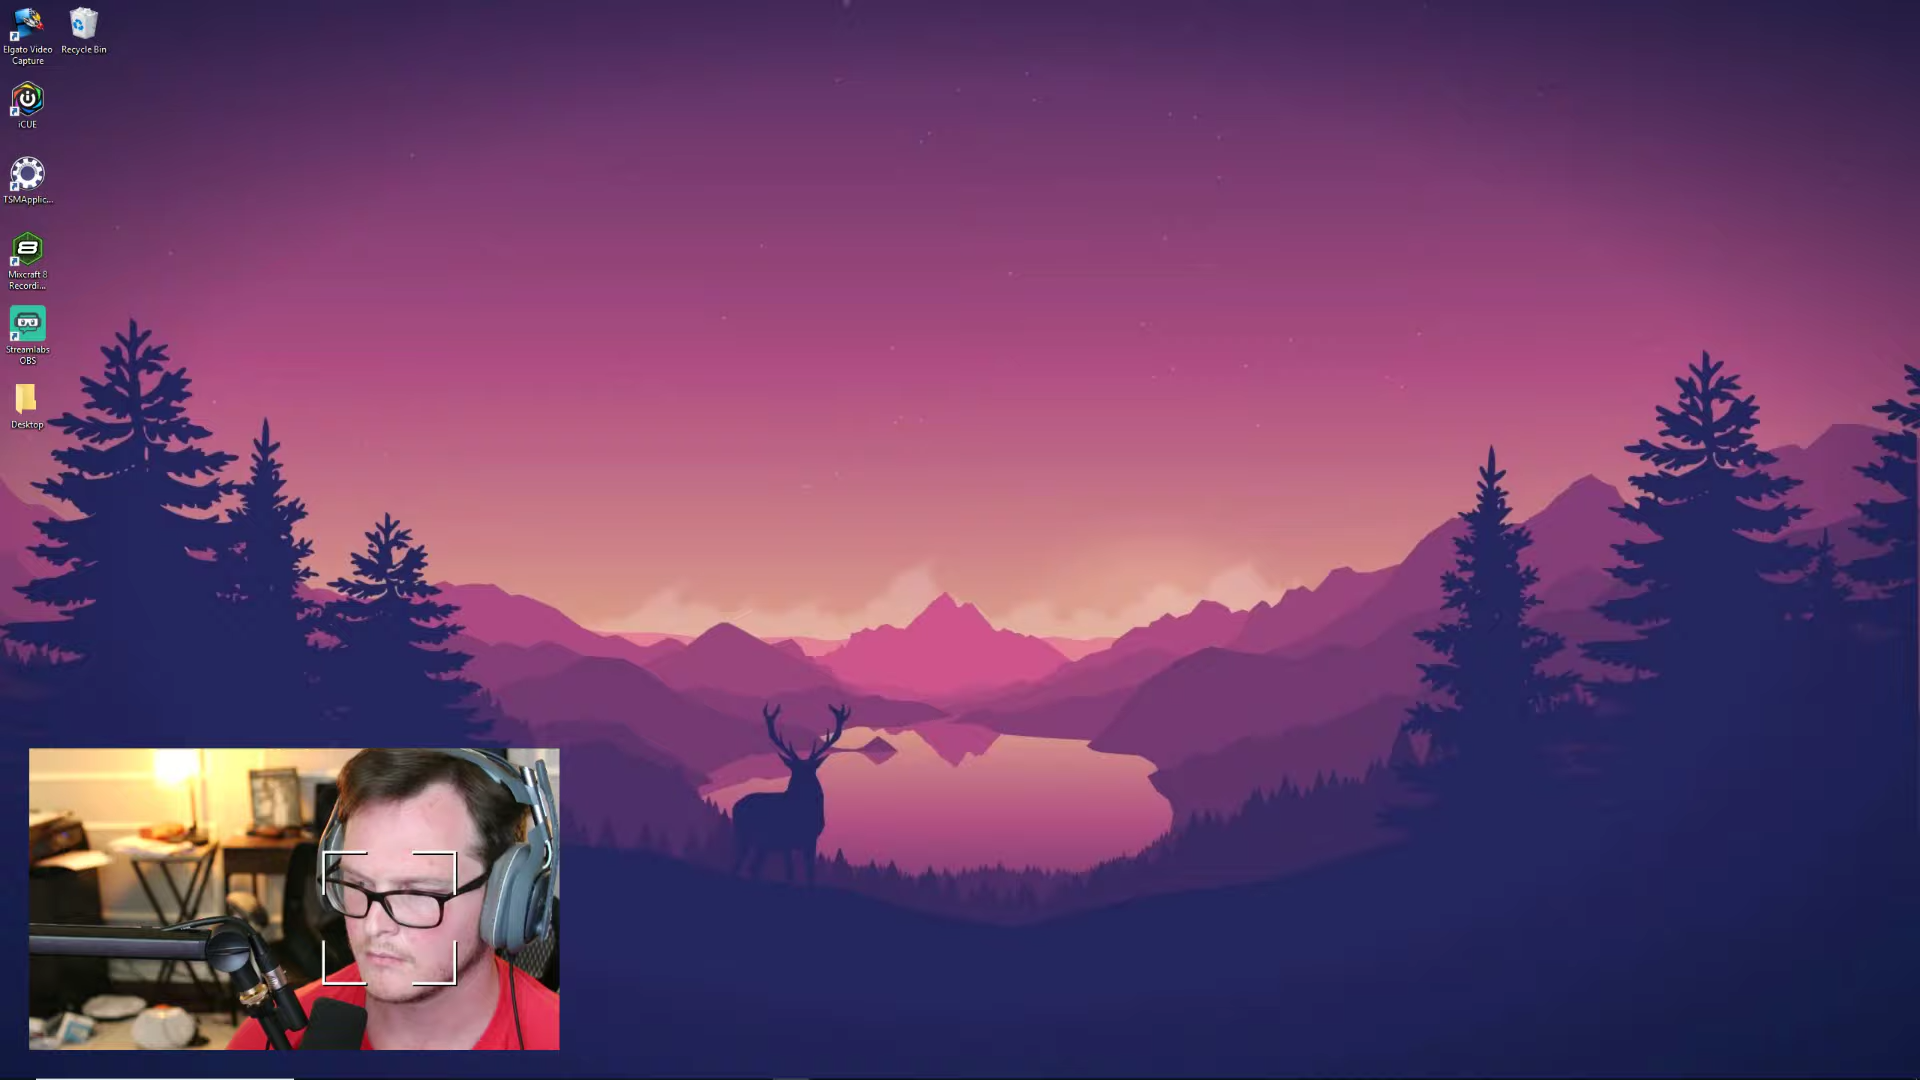 Elgato Video
Capture
Recycle Bin
iCUE
TSMApplic...
Mixcraft 8
Recordi...
Streamlabs
OBS
Desktop